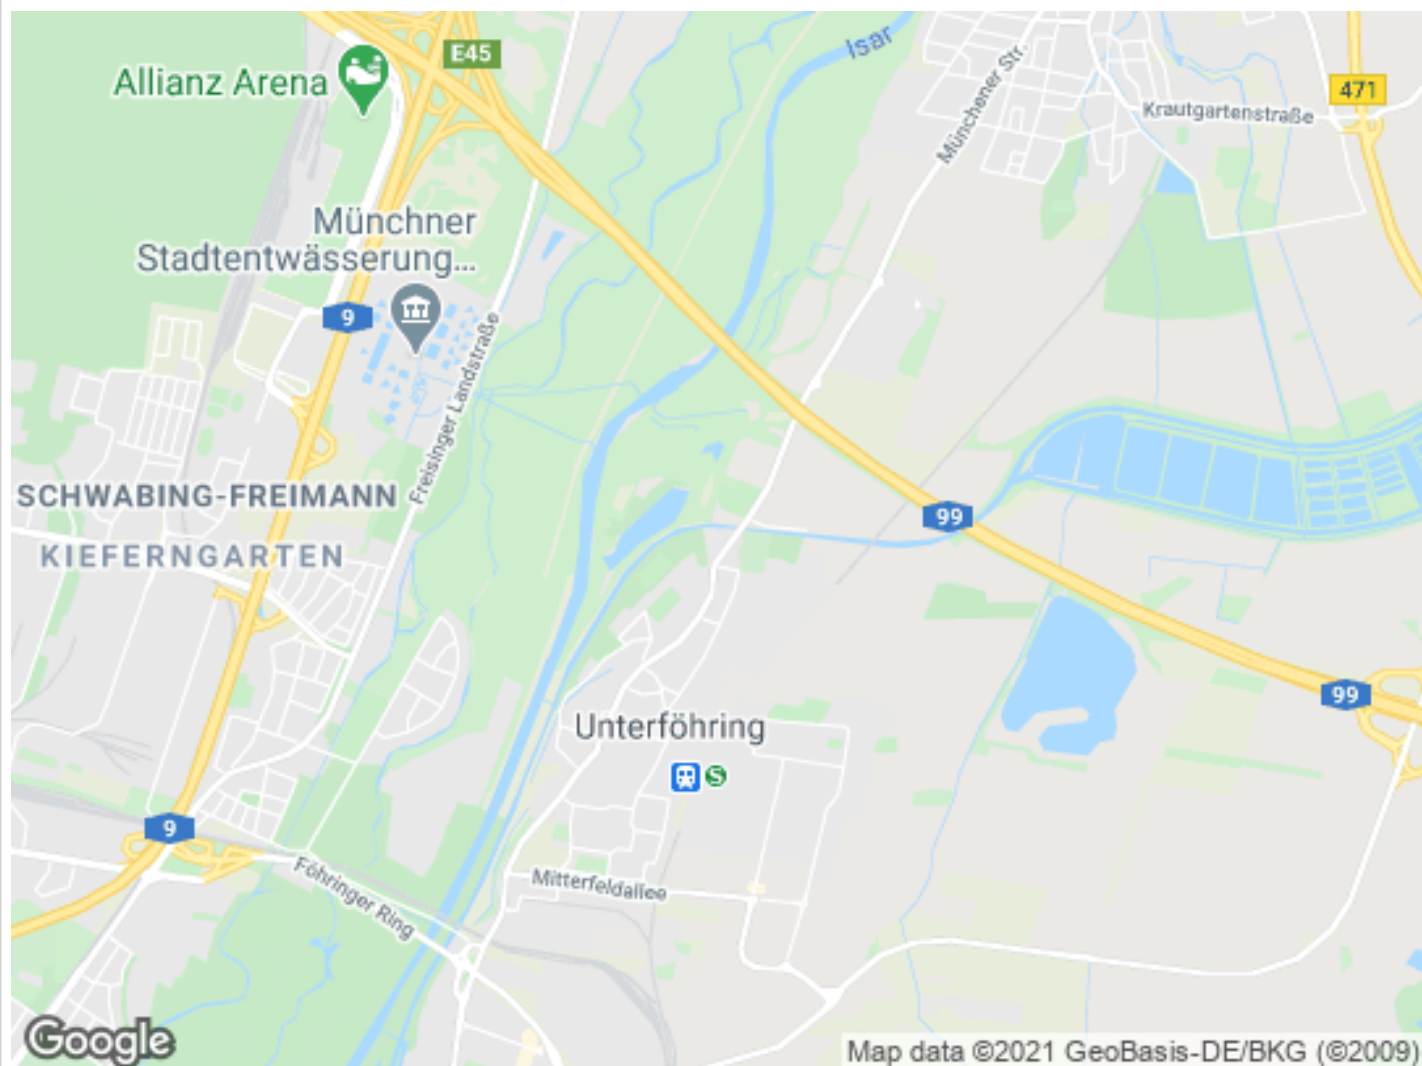 Isar
E45
Allianz Arena
471
Münchener Str.
Krautgartenstraße
Münchner
Stadtentwässerung...
9
Freisinger Landstraße
SCHWABING-FREIMANN
99
KIEFERNGARTEN
99
Unterföhring
S
9
Föhringer Ring
Mitterfeldallee
Google
Map data ©2021 GeoBasis-DE/BKG (©2009)